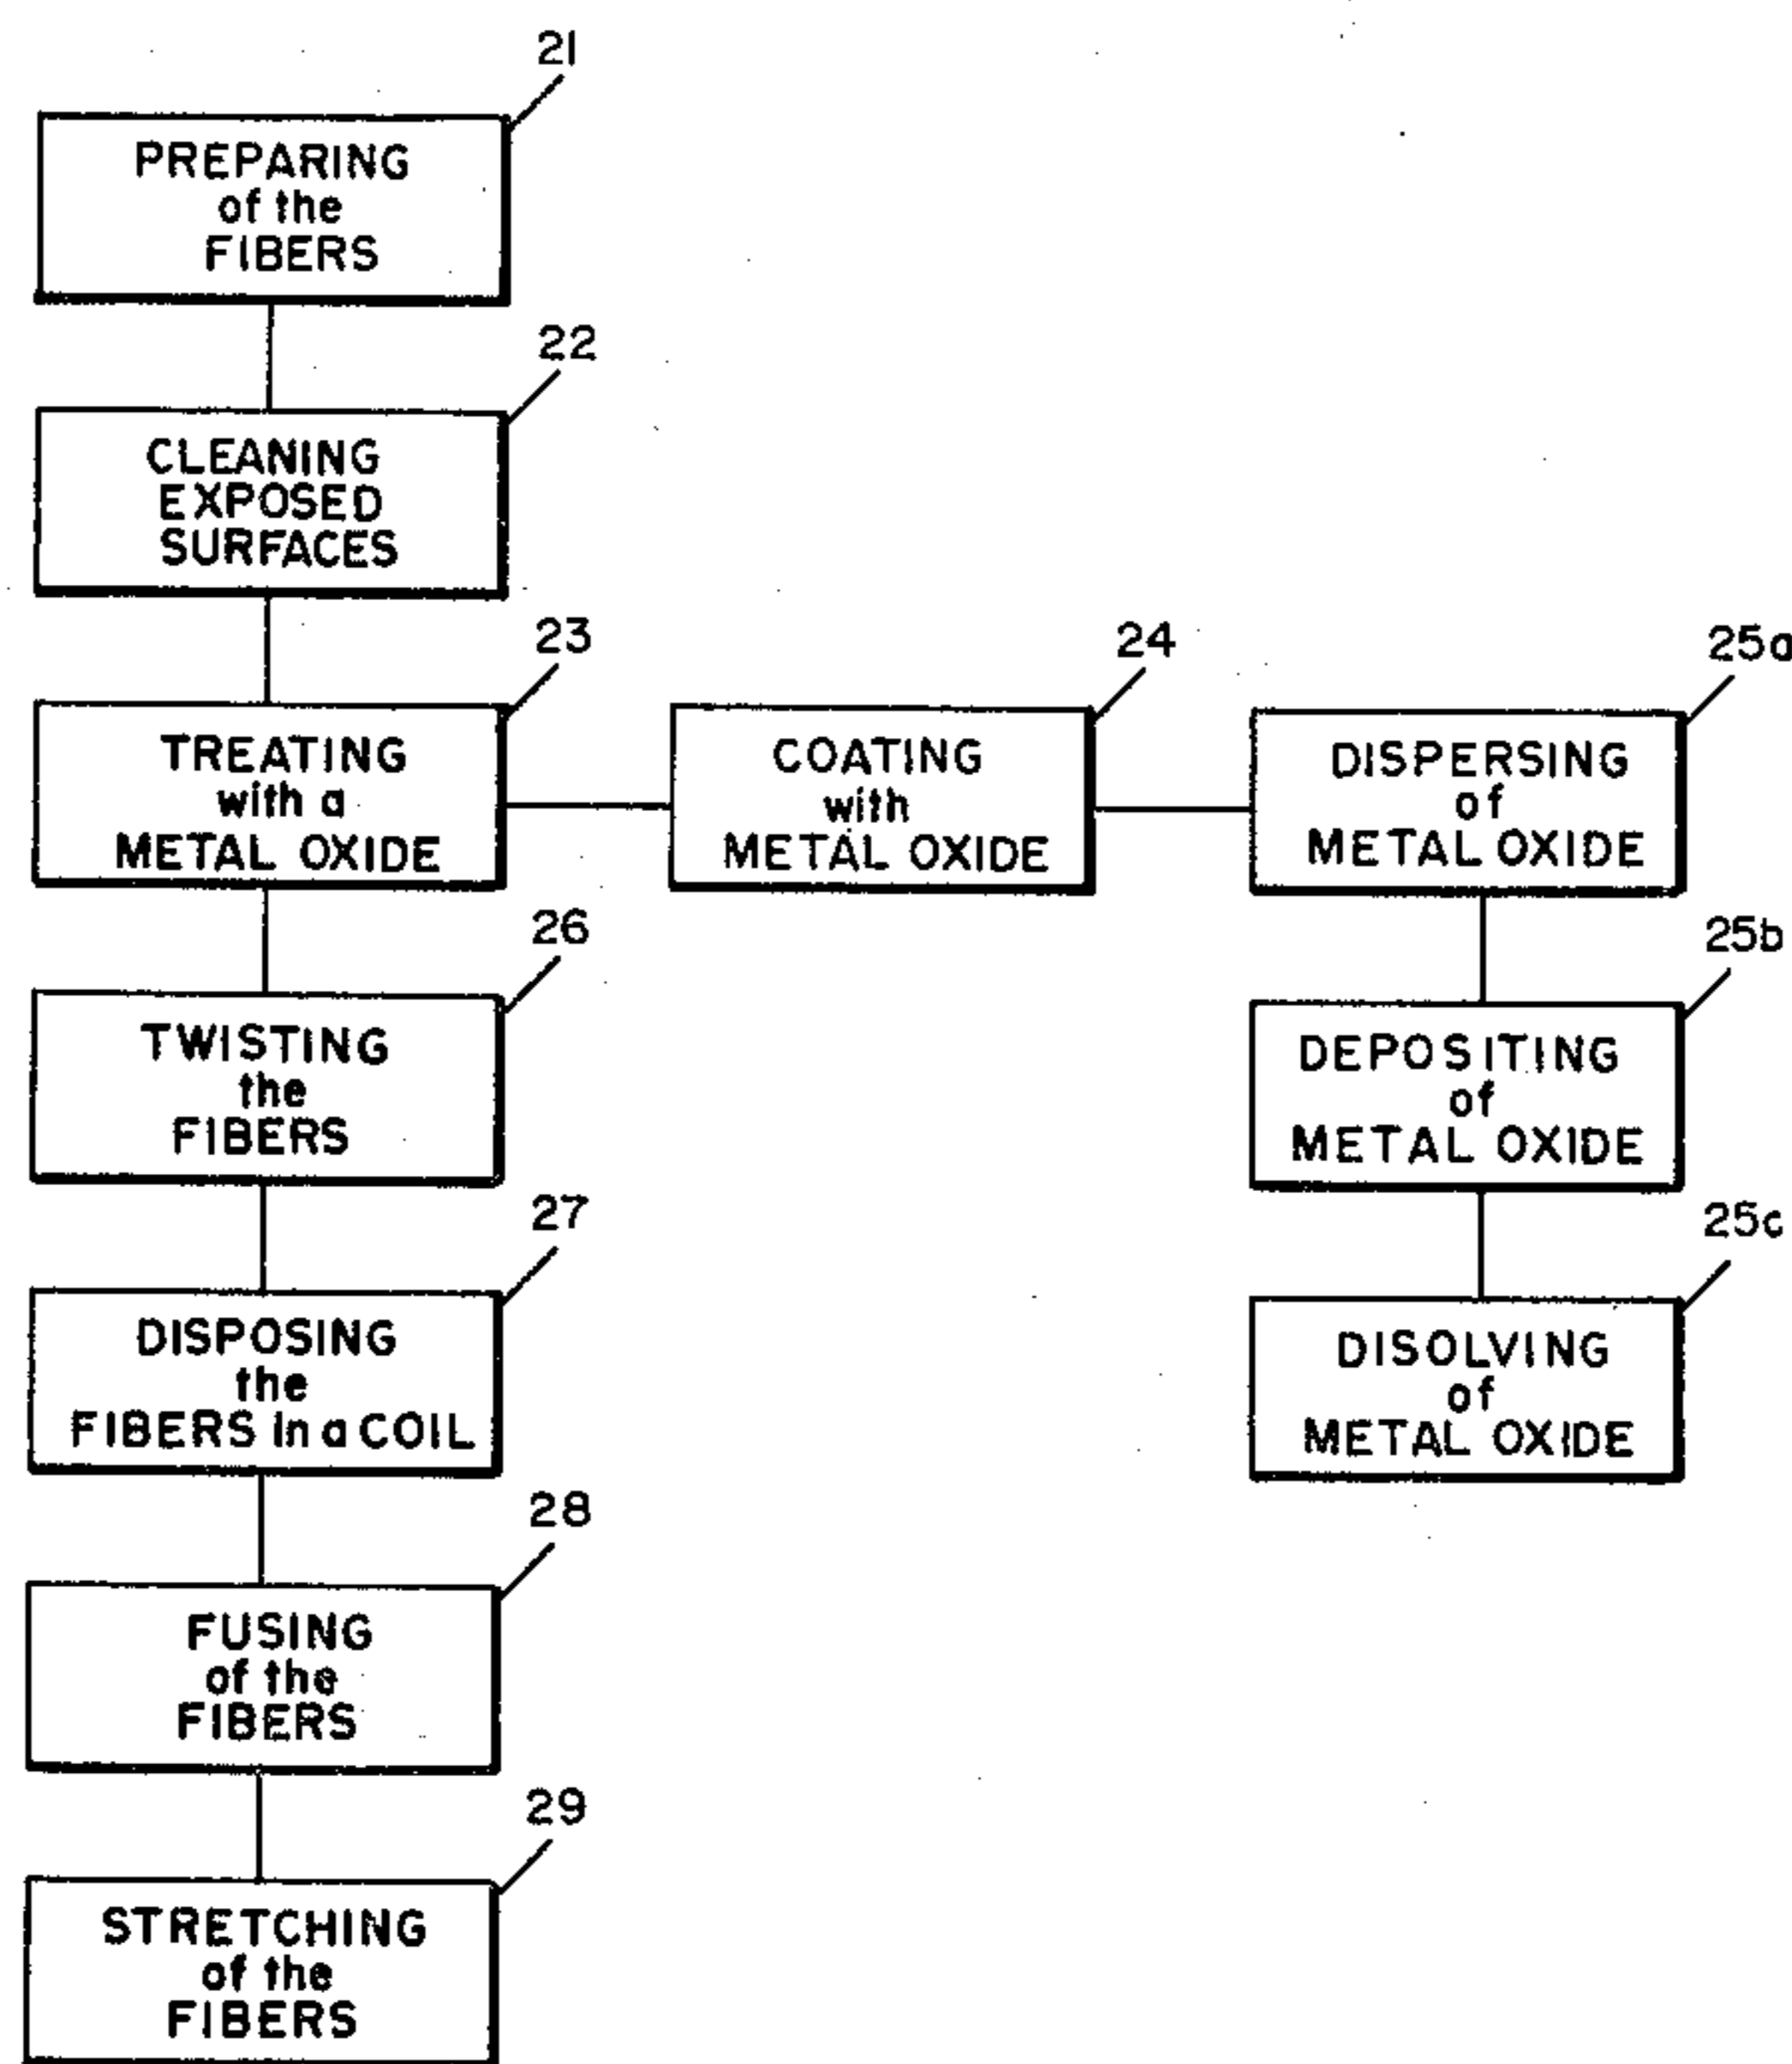 21
PREPARING
of the
FIBERS
22
CLEANING
EXPOSED
SURFACES
23
TREATING
with a
METAL OXIDE
24
COATING
with
METAL OXIDE
25a
DISPERSING
of
METAL OXIDE
25b
DEPOSITING
of
METAL OXIDE
25c
DISOLVING
of
METAL OXIDE
26
TWISTING
the
FIBERS
27
DISPOSING
the
FIBERS in a COIL
28
FUSING
of the
FIBERS
29
STRETCHING
of the
FIBERS